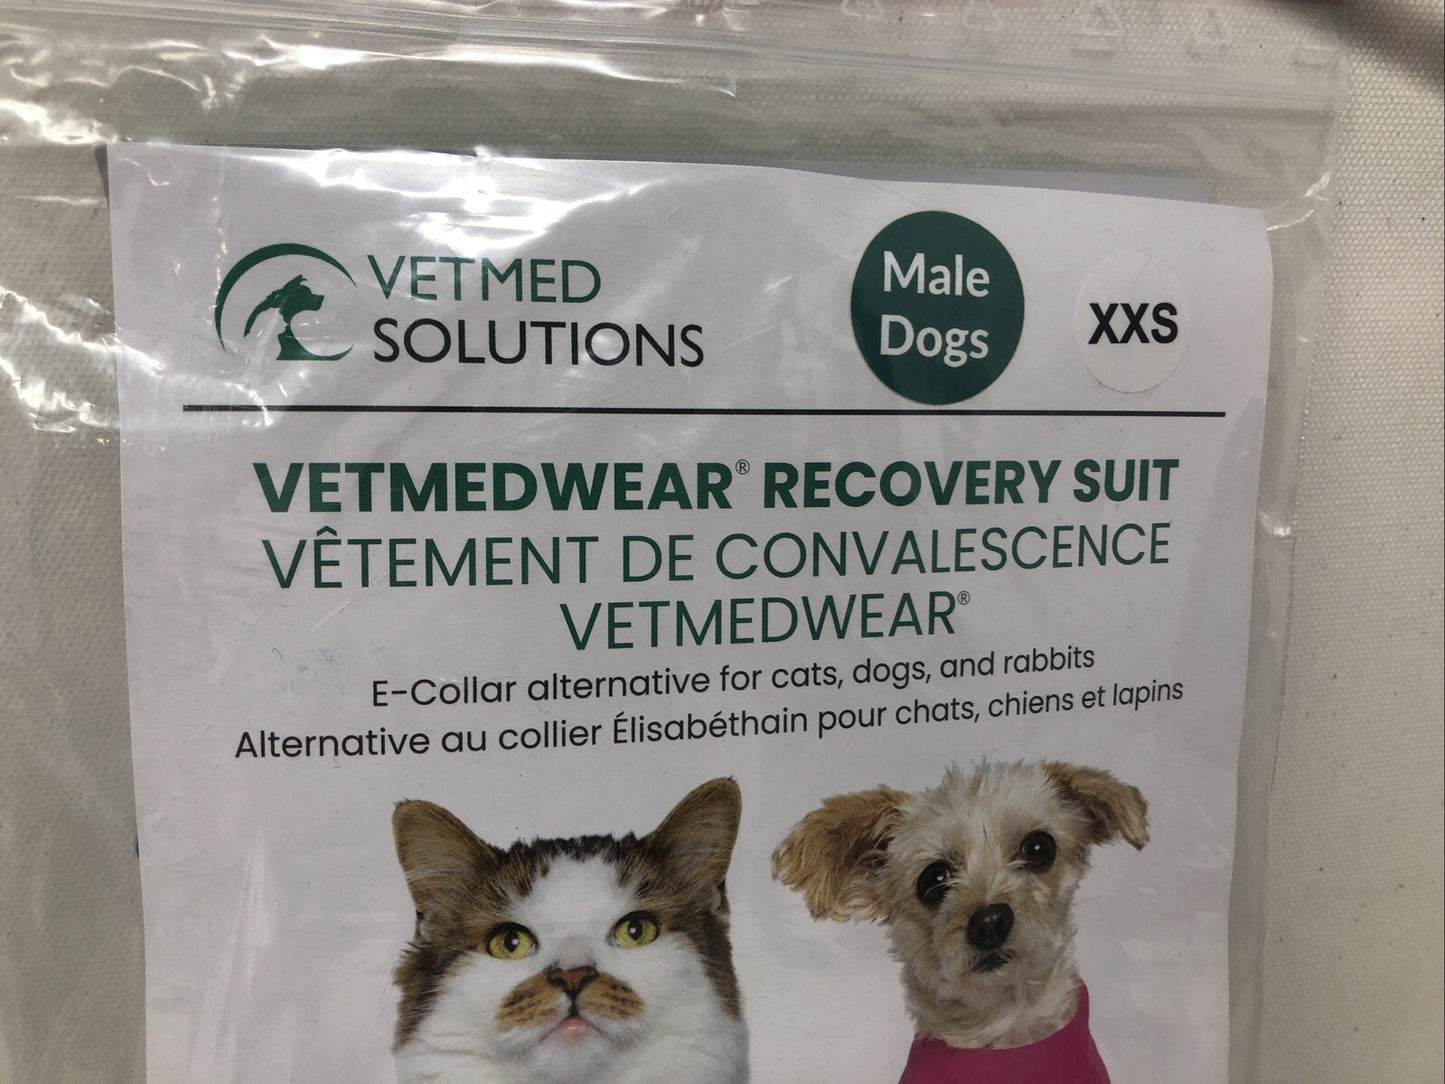 VETMED
SOLUTIONS
Male
Dogs
XXS
VETMEDWEAR® RECOVERY SUIT
VÊTEMENT DE CONVALESCENCE
VETMEDWEAR®
E-Collar alternative for cats, dogs, and rabbits
Alternative au collier Élisabéthain pour chats, chiens et lapins